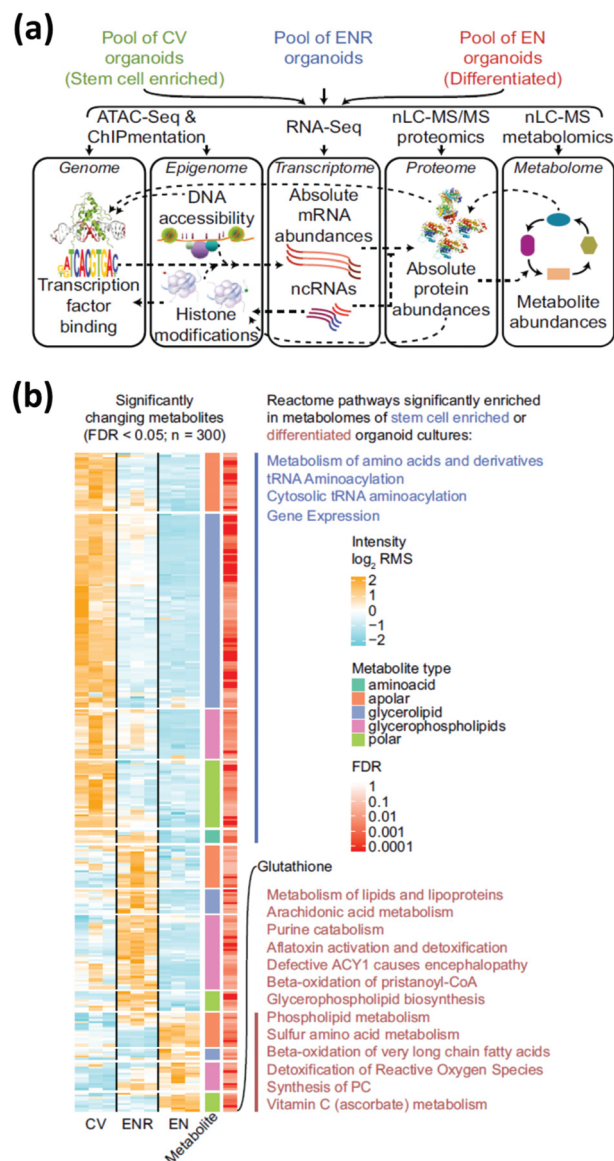 (a)
Pool of CV
organoids
(Stem cell enriched)
Pool of ENR
organoids
Pool of EN
organoids
(Differentiated)
ATAC-Seq &
ChIPmentation
RNA-Seq
nLC-MS/MS
proteomics
nLC-MS
metabolomics
Genome
Epigenome
Transcriptome
Proteome
Metabolome
ATCACGTGAC
Transcription
factor
binding
DNA
accessibility
Histone
modifications
Absolute
mRNA
abundances
ncRNAs
Absolute
protein
abundances
Metabolite
abundances
(b)
Significantly
changing metabolites
(FDR < 0.05; n = 300)
Reactome pathways significantly enriched
in metabolomes of stem cell enriched or
differentiated organoid cultures:
Metabolism of amino acids and derivatives
tRNA Aminoacylation
Cytosolic tRNA aminoacylation
Gene Expression
Intensity
log2 RMS
2
1
0
−1
−2
Metabolite type
aminoacid
apolar
glycerolipid
glycerophospholipids
polar
FDR
1
0.1
0.01
0.001
0.0001
Glutathione
Metabolism of lipids and lipoproteins
Arachidonic acid metabolism
Purine catabolism
Aflatoxin activation and detoxification
Defective ACY1 causes encephalopathy
Beta-oxidation of pristanoyl-CoA
Glycerophospholipid biosynthesis
Phospholipid metabolism
Sulfur amino acid metabolism
Beta-oxidation of very long chain fatty acids
Detoxification of Reactive Oxygen Species
Synthesis of PC
Vitamin C (ascorbate) metabolism
CV
ENR
EN
Metabolite